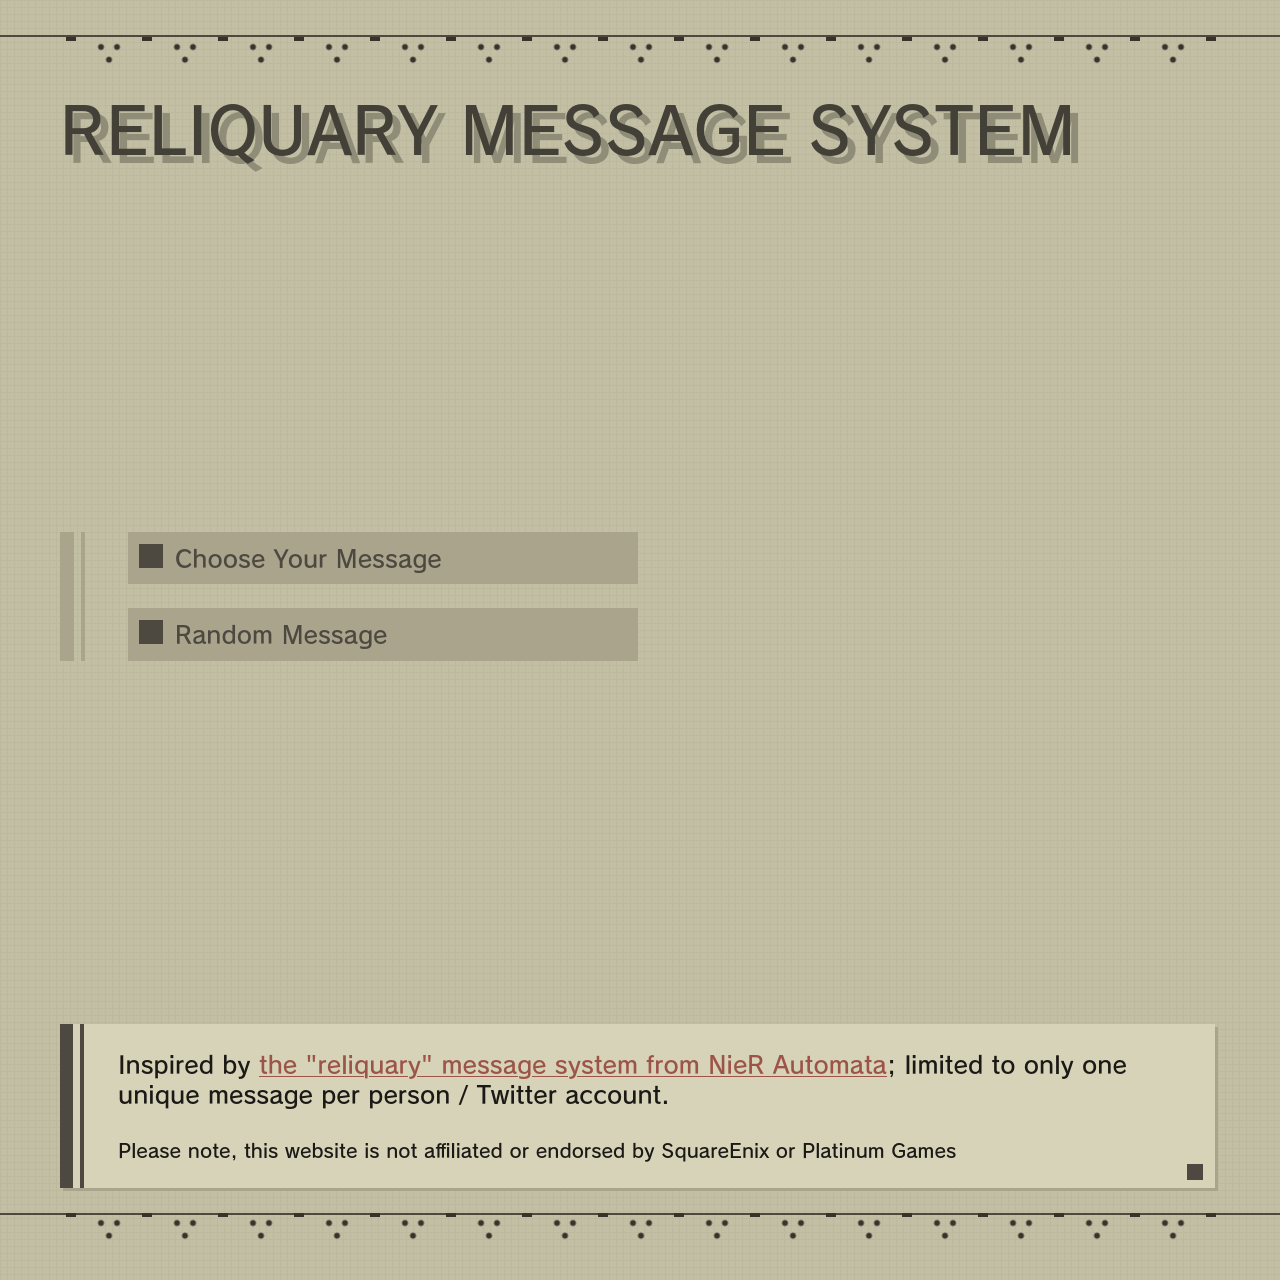 RELIQUARY MESSAGE SYSTEM
Choose Your Message
Random Message
Inspired by the "reliquary" message system from NieR Automata; limited to only one
unique message per person / Twitter account.
Please note, this website is not affiliated or endorsed by SquareEnix or Platinum Games